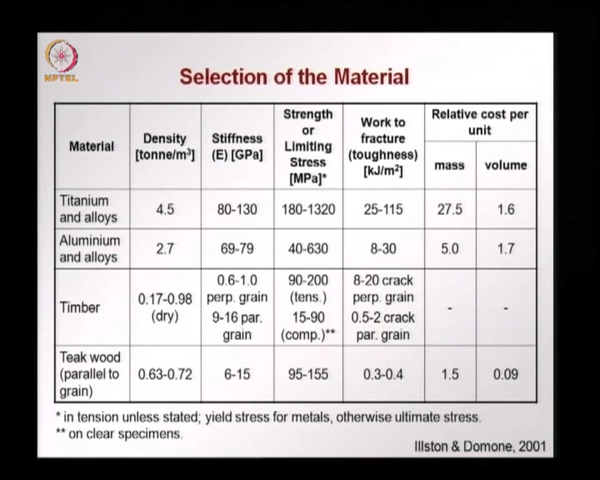 NPTEL
Selection of the Material
Material
Density
[tonne/m³]
Stiffness
(E) [GPa]
Strength
or
Limiting
Stress
[MPa]*
Work to
fracture
(toughness)
[kJ/m²]
Relative cost per
unit
mass
volume
Titanium
and alloys
4.5
80-130
180-1320
25-115
27.5
1.6
Aluminium
and alloys
2.7
69-79
40-630
8-30
5.0
1.7
Timber
0.17-0.98
(dry)
0.6-1.0
perp. grain
9-16 par.
grain
90-200
(tens.)
15-90
(comp.)**
8-20 crack
perp. grain
0.5-2 crack
par. grain
-
-
Teak wood
(parallel to
grain)
0.63-0.72
6-15
95-155
0.3-0.4
1.5
0.09
* in tension unless stated; yield stress for metals, otherwise ultimate stress.
** on clear specimens.
Illston & Domone, 2001